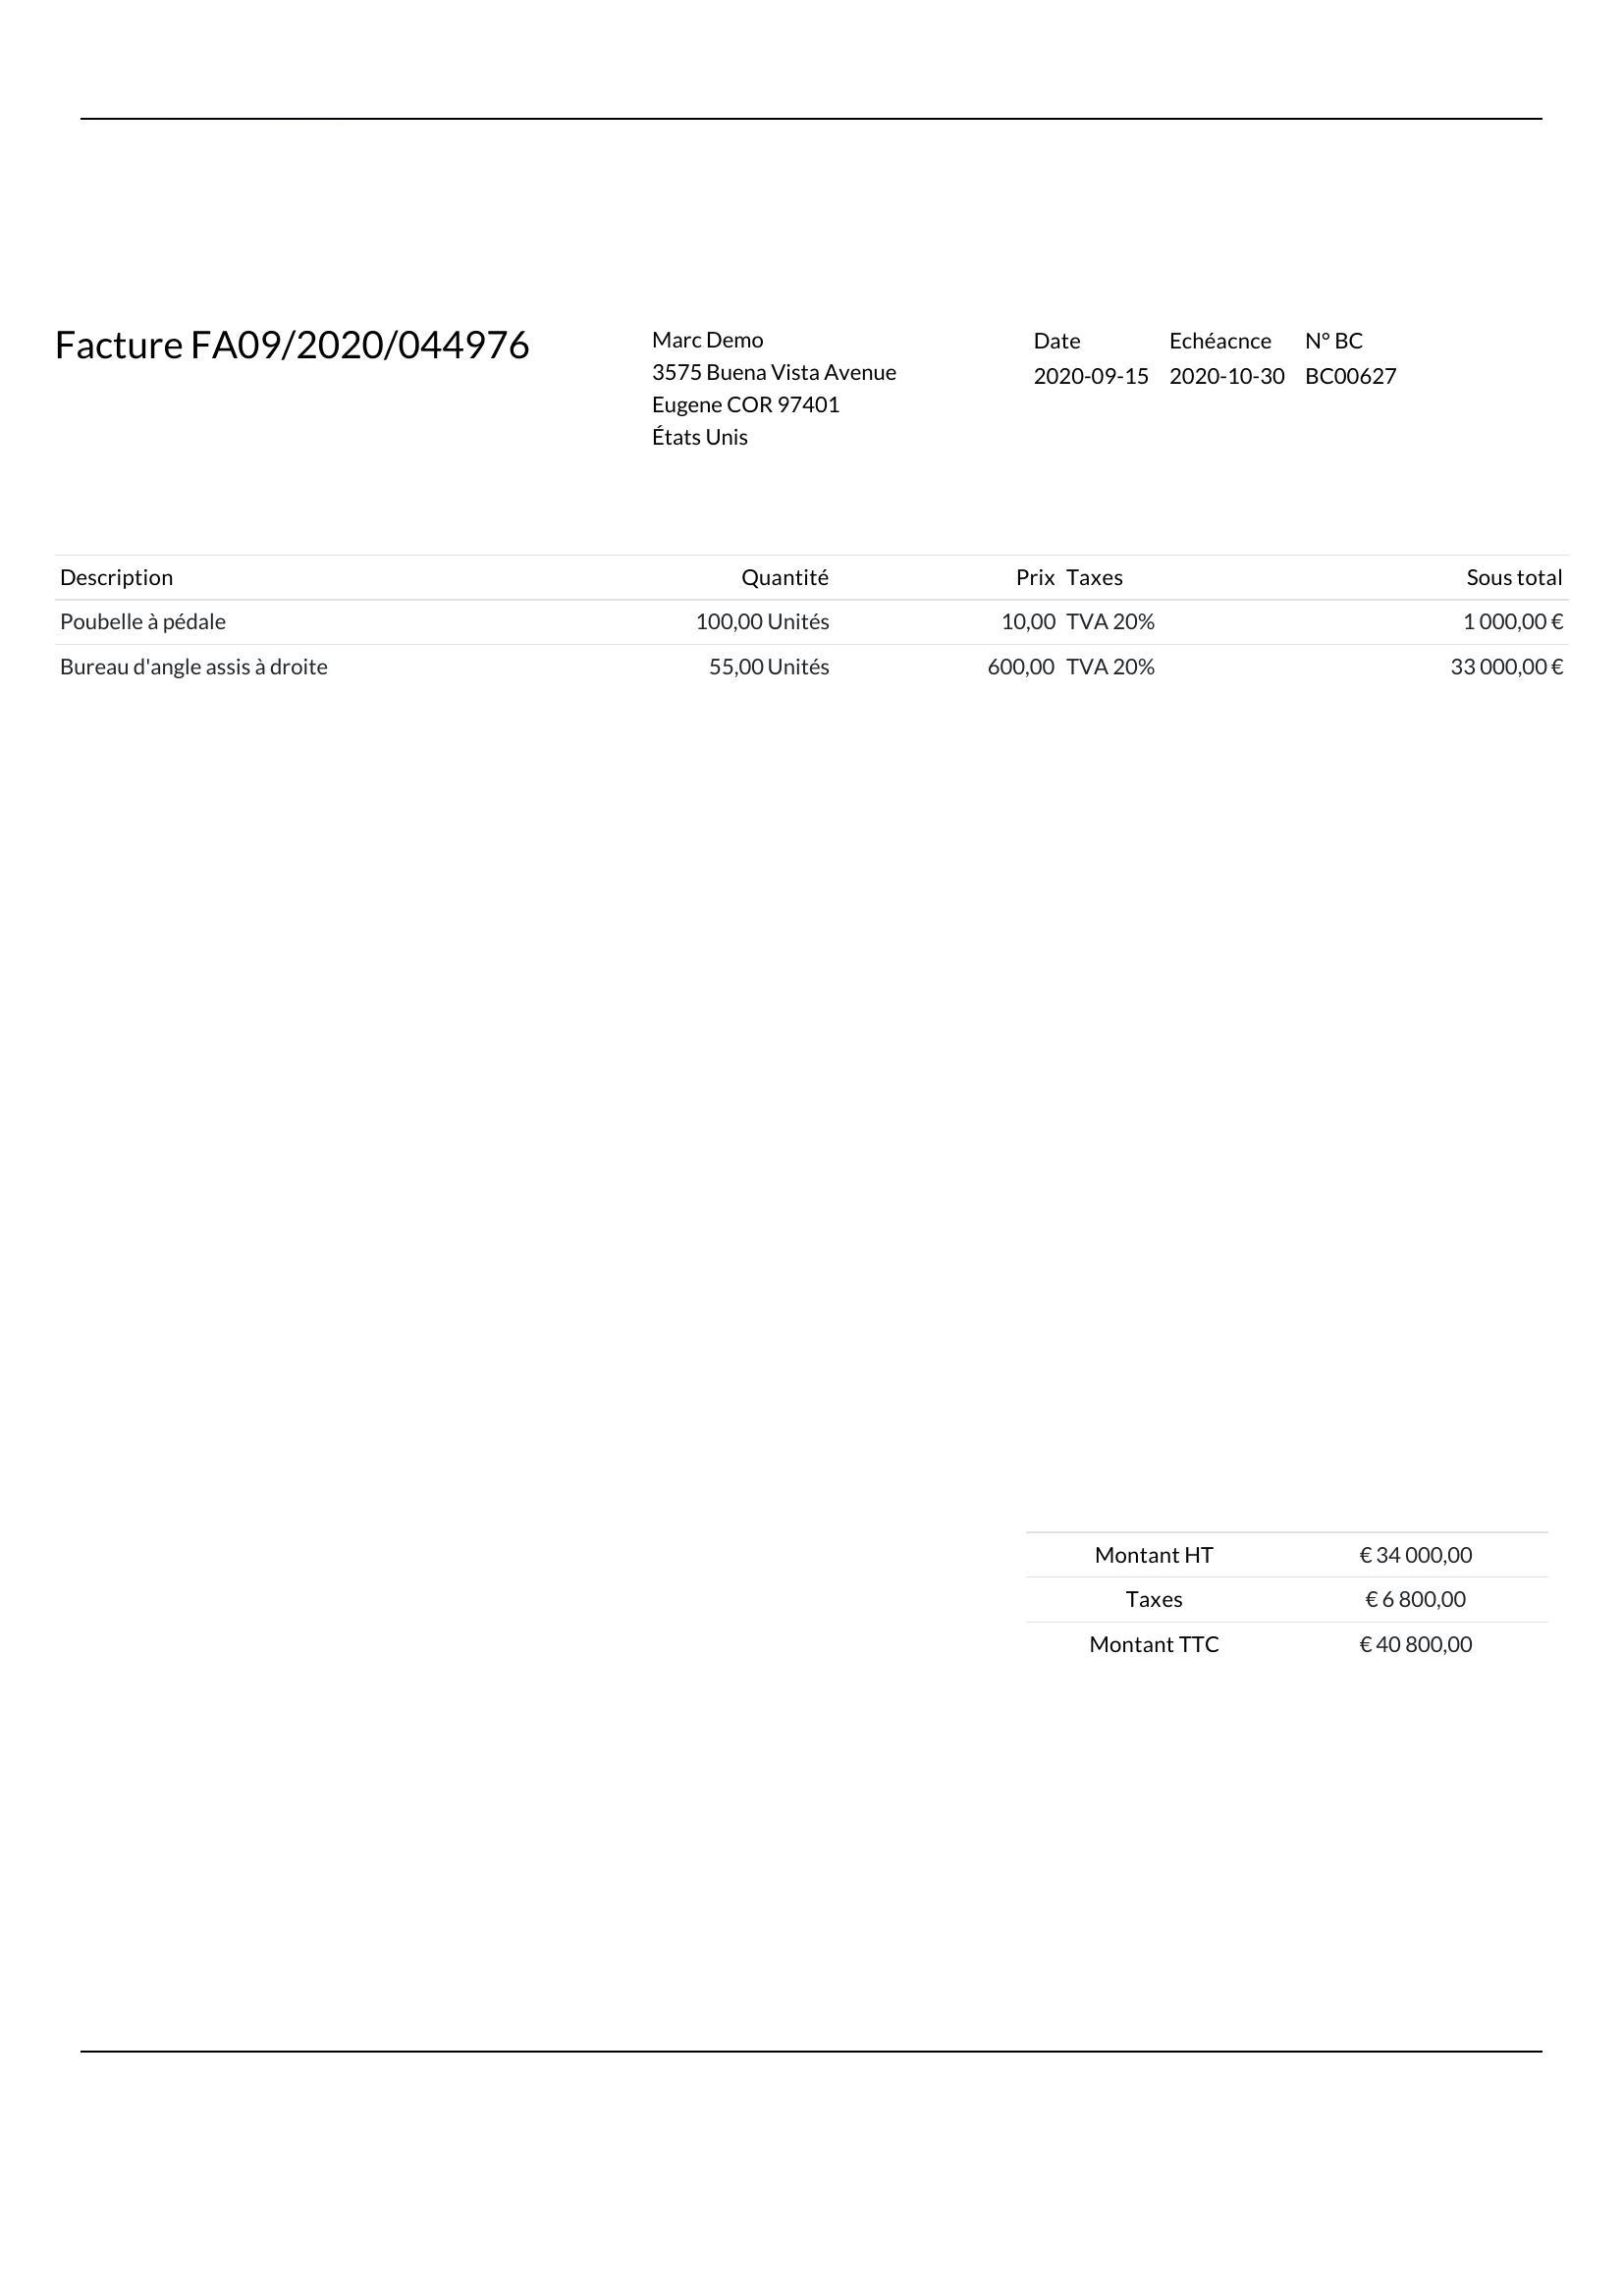 Facture FA09/2020/044976
Marc Demo
3575 Buena Vista Avenue
Eugene COR 97401
États Unis
Date Echéacnce N° BC
2020-09-15 2020-10-30 BC00627
Description Quantité Prix Taxes Sous total
Poubelle à pédale 100,00 Unités 10,00 TVA 20% 1 000,00 €
Bureau d'angle assis à droite 55,00 Unités 600,00 TVA 20% 33 000,00 €
Montant HT € 34 000,00
Taxes € 6 800,00
Montant TTC € 40 800,00